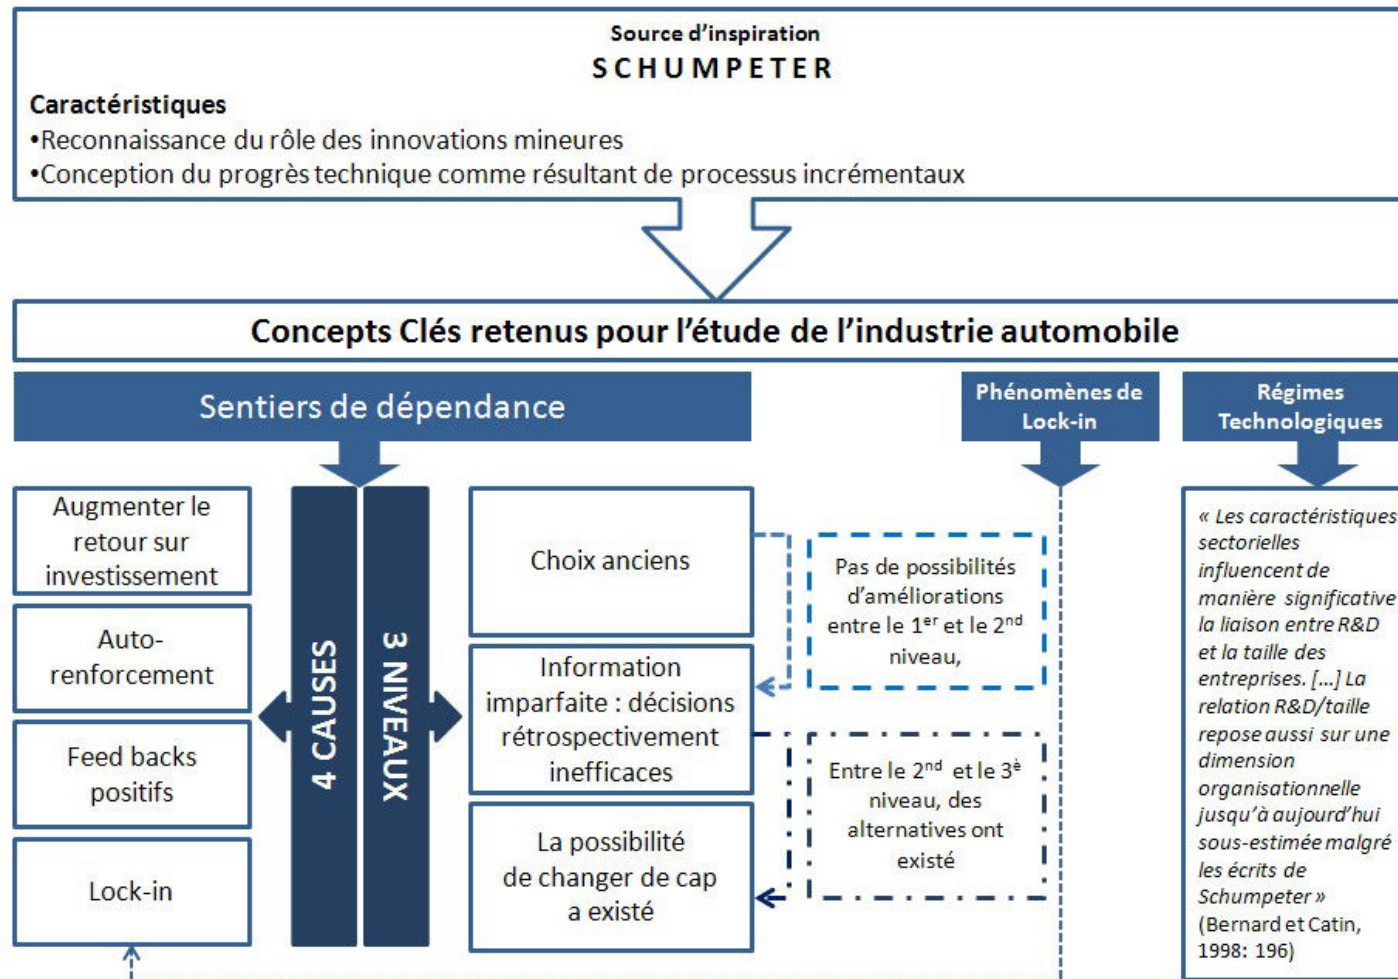 Source d'inspiration
SCHUMPETER
Caractéristiques
•Reconnaissance du rôle des innovations mineures
•Conception du progrès technique comme résultant de processus incrémentaux
Concepts Clés retenus pour l'étude de l'industrie automobile
Sentiers de dépendance
Phénomènes de
Lock-in
Régimes
Technologiques
Augmenter le
retour sur
investissement
Auto-
renforcement
Feed backs
positifs
Lock-in
4 CAUSES
3 NIVEAUX
Choix anciens
Information
imparfaite : décisions
rétrospectivement
inefficaces
La possibilité
de changer de cap
a existé
Pas de possibilités
d'améliorations
entre le 1er et le 2nd
niveau,
Entre le 2nd et le 3è
niveau, des
alternatives ont
existé
« Les caractéristiques
sectorielles
influencent de
manière significative
la liaison entre R&D
et la taille des
entreprises. [...] La
relation R&D/taille
repose aussi sur une
dimension
organisationnelle
jusqu'à aujourd'hui
sous-estimée malgré
les écrits de
Schumpeter »
(Bernard et Catin,
1998: 196)